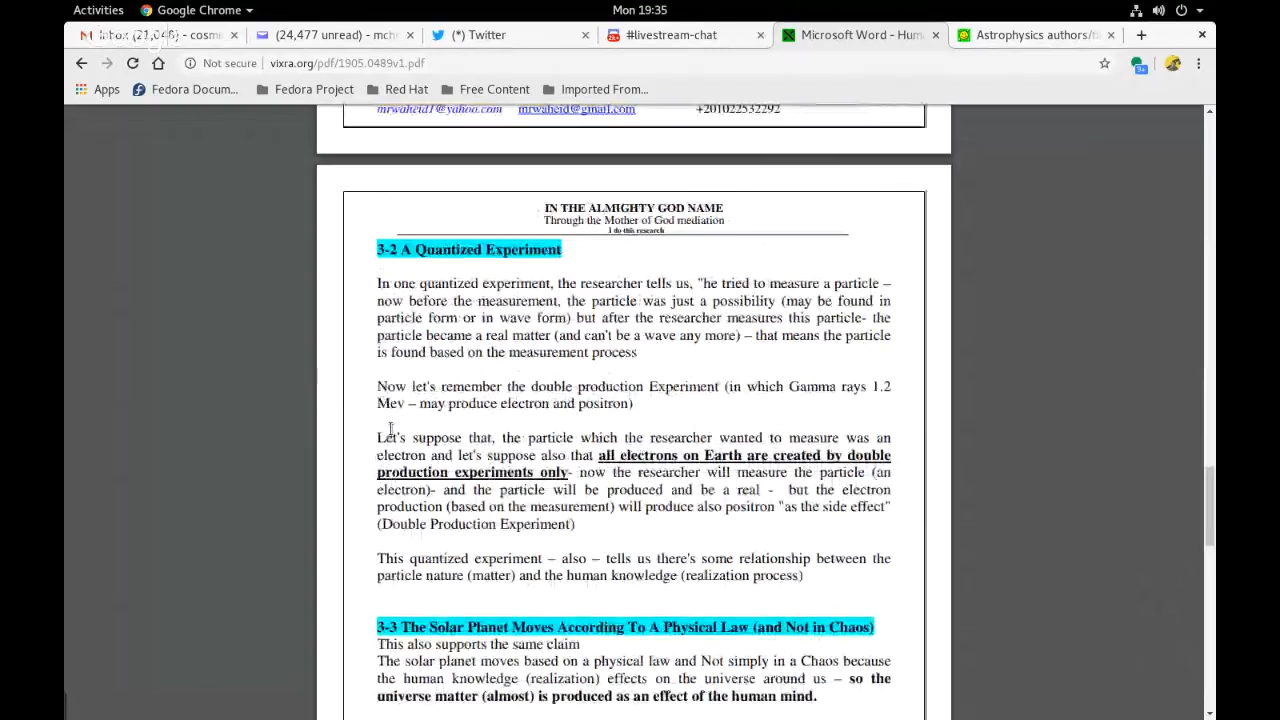 Activities
Google Chrome
Mon 19:35
(24,477 unread) - mch
(*) Twitter
#livestream-chat
Microsoft Word - Hum
Astrophysics authors/
Not secure
vixra.org/pdf/1905.0489v1.pdf
Apps
Fedora Docum...
Fedora Project
Red Hat
Free Content
Imported From...
9+
mrwaheid1@yahoo.com mrwaheid@gmail.com +201022532292
IN THE ALMIGHTY GOD NAME
Through the Mother of God mediation
I do this research
3-2 A Quantized Experiment
In one quantized experiment, the researcher tells us, "he tried to measure a particle –
now before the measurement, the particle was just a possibility (may be found in
particle form or in wave form) but after the researcher measures this particle- the
particle became a real matter (and can't be a wave any more) – that means the particle
is found based on the measurement process
Now let's remember the double production Experiment (in which Gamma rays 1.2
Mev – may produce electron and positron)
Let's suppose that, the particle which the researcher wanted to measure was an
electron and let's suppose also that all electrons on Earth are created by double
production experiments only- now the researcher will measure the particle (an
electron)- and the particle will be produced and be a real - but the electron
production (based on the measurement) will produce also positron "as the side effect"
(Double Production Experiment)
This quantized experiment – also – tells us there's some relationship between the
particle nature (matter) and the human knowledge (realization process)
3-3 The Solar Planet Moves According To A Physical Law (and Not in Chaos)
This also supports the same claim
The solar planet moves based on a physical law and Not simply in a Chaos because
the human knowledge (realization) effects on the universe around us – so the
universe matter (almost) is produced as an effect of the human mind.